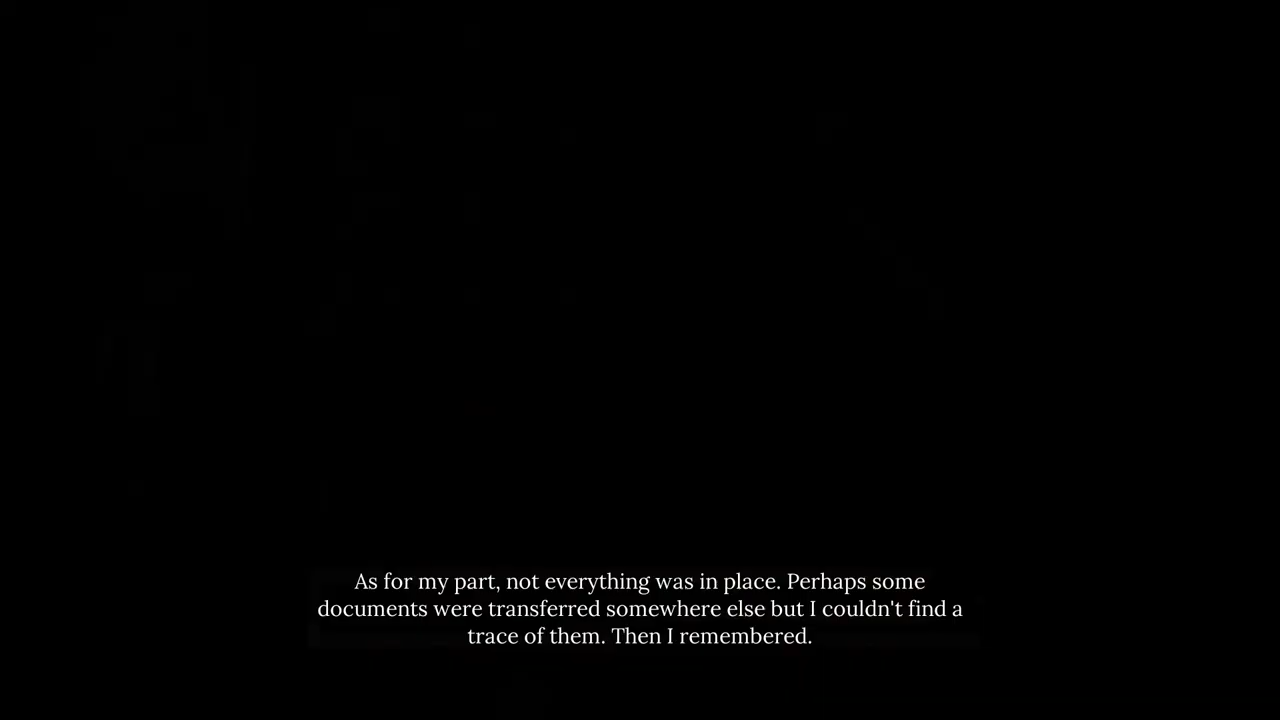 As for my part, not everything was in place. Perhaps some
documents were transferred somewhere else but I couldn't find a
trace of them. Then I remembered.